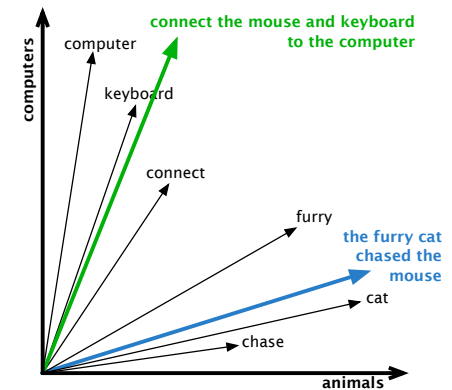 connect the mouse and keyboard
to the computer
computer
keyboard
connect
furry
the furry cat
chased the
mouse
cat
chase
animals
computers